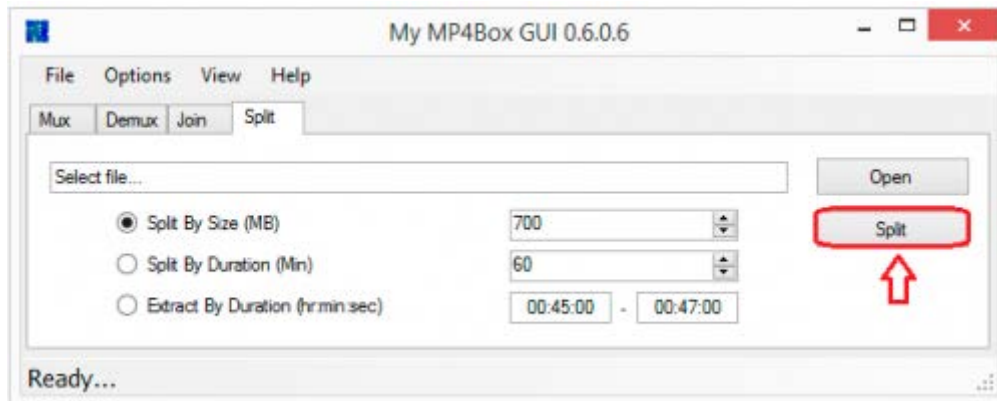 My MP4Box GUI 0.6.0.6
File Options View Help
Mux Demux Join Split
Select file... Open
Split By Size (MB) 700 Split
Split By Duration (Min) 60
Extract By Duration (hr:min:sec) 00:45:00 - 00:47:00
Ready...